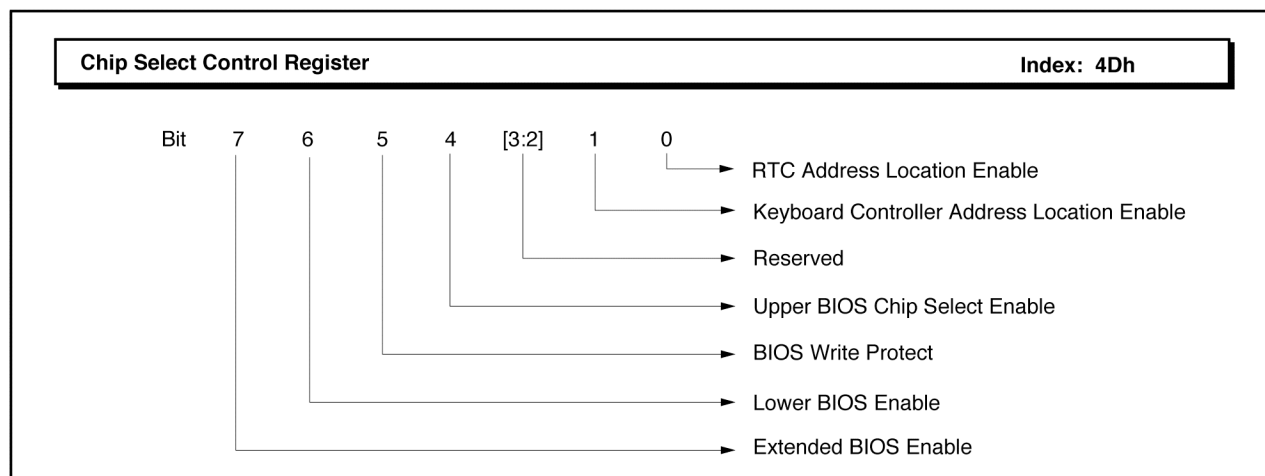 Chip Select Control Register Index: 4Dh
Bit 7 6 5 4 [3:2] 1 0
RTC Address Location Enable
Keyboard Controller Address Location Enable
Reserved
Upper BIOS Chip Select Enable
BIOS Write Protect
Lower BIOS Enable
Extended BIOS Enable